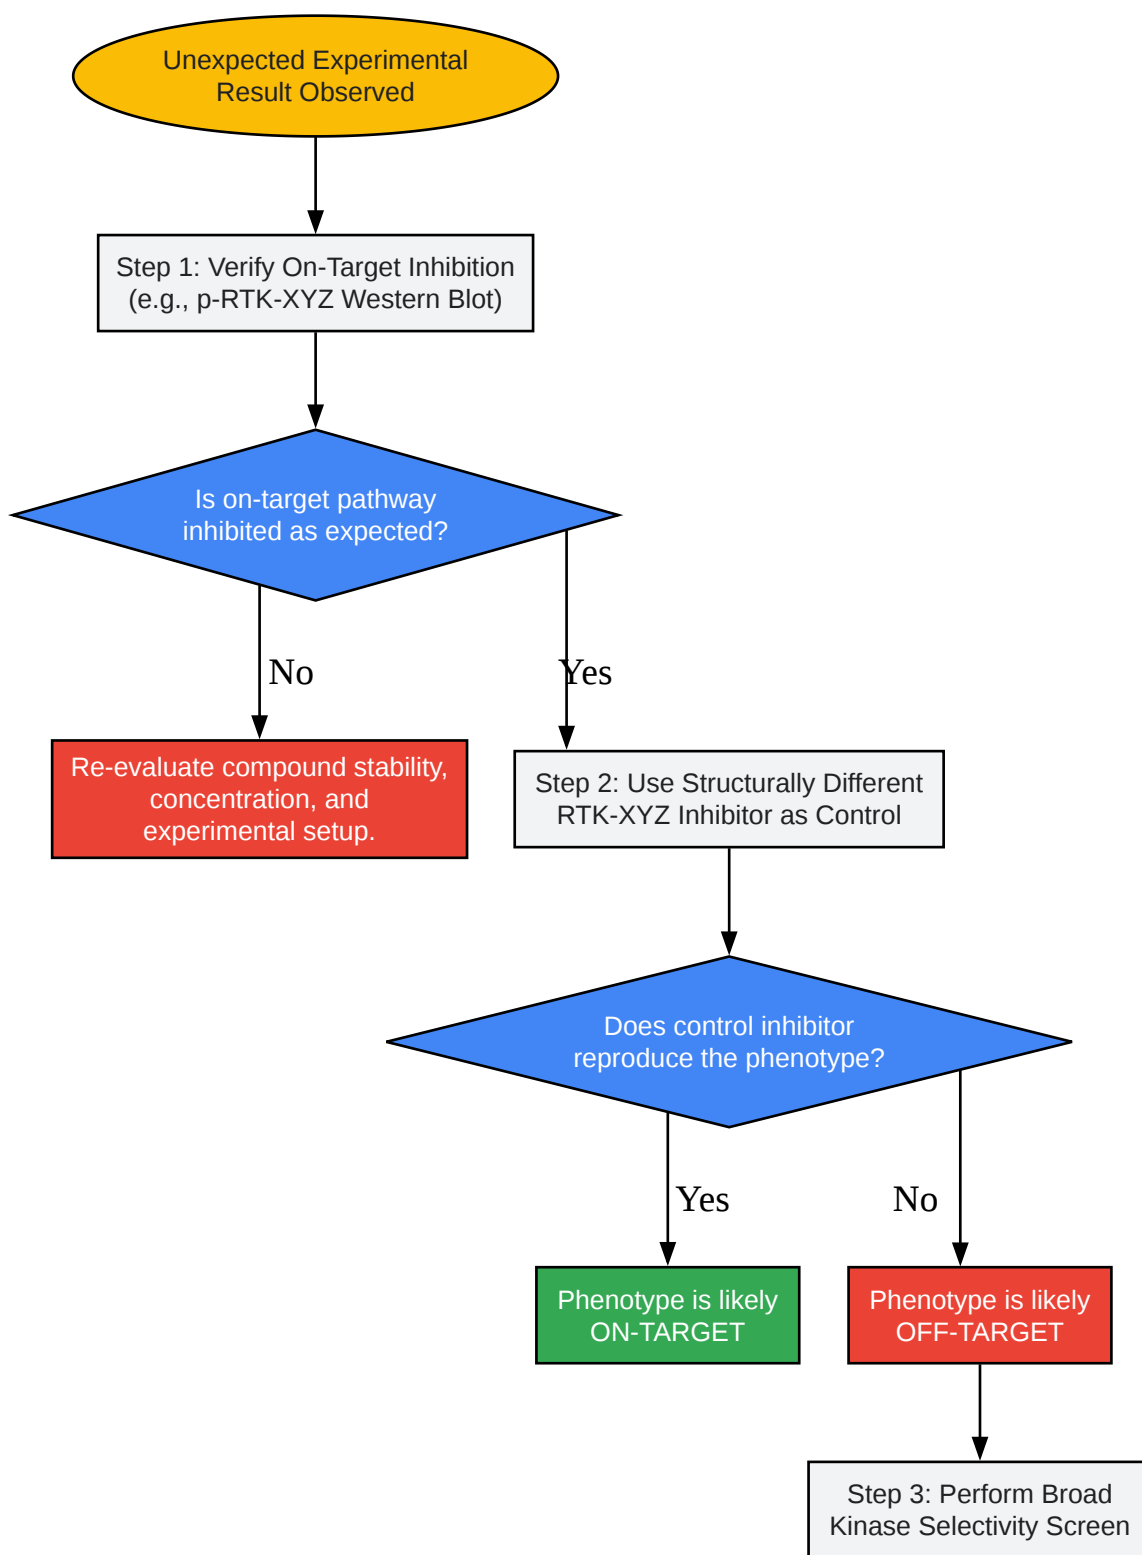 Unexpected Experimental
Result Observed
Step 1: Verify On-Target Inhibition
(e.g., p-RTK-XYZ Western Blot)
Is on-target pathway
inhibited as expected?
No
Yes
Re-evaluate compound stability,
concentration, and
experimental setup.
Step 2: Use Structurally Different
RTK-XYZ Inhibitor as Control
Does control inhibitor
reproduce the phenotype?
Yes
No
Phenotype is likely
ON-TARGET
Phenotype is likely
OFF-TARGET
Step 3: Perform Broad
Kinase Selectivity Screen